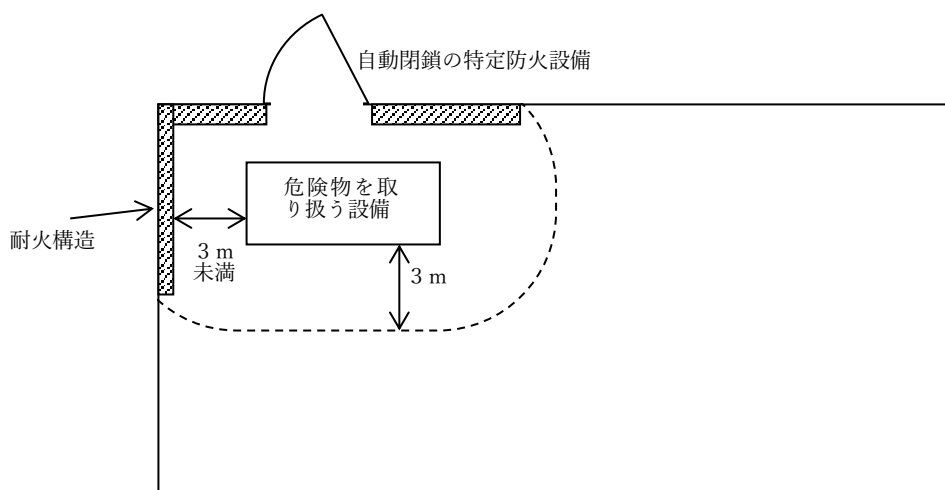 自動閉鎖の特定防火設備
危険物を取
り扱う設備
耐火構造
3 m
未満
3 m